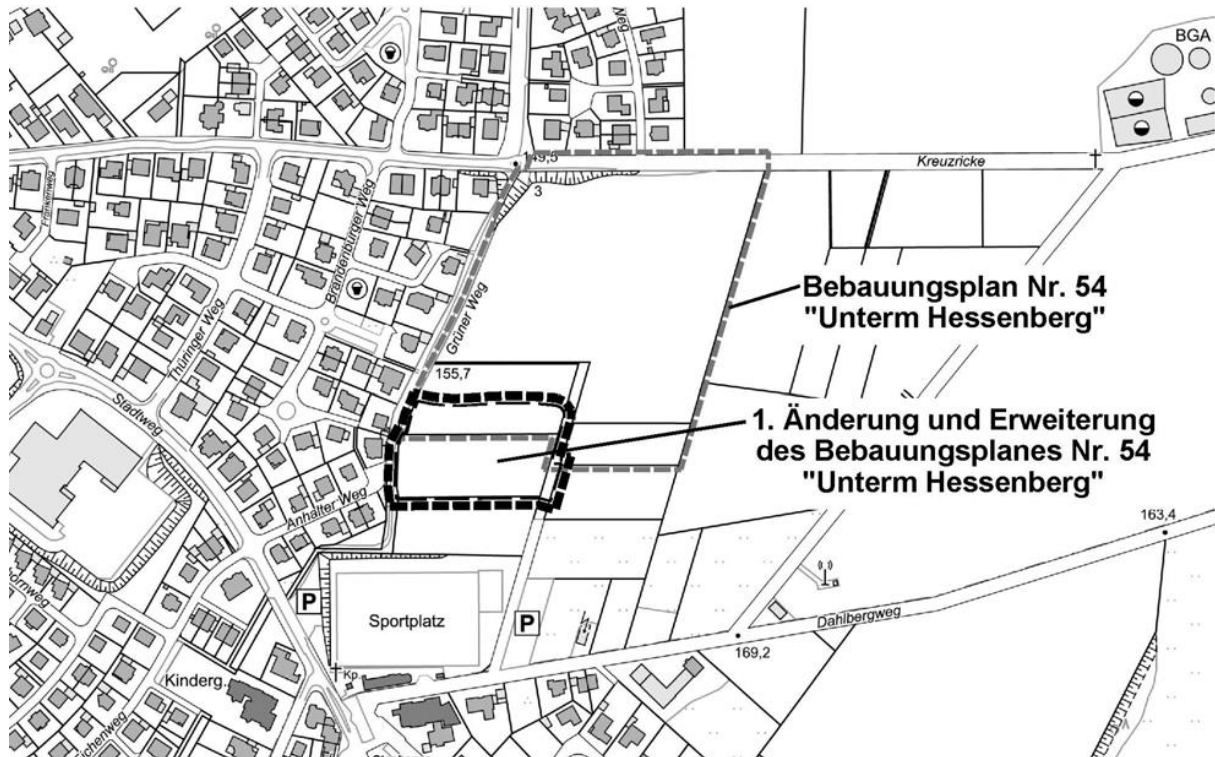 BGA
Weg
Kreuzricke
49,5
3
Frankenweg
Brandenburger Weg
Grüner Weg
Thüringer Weg
Stadtweg
Bebauungsplan Nr. 54
"Unterm Hessenberg"
155,7
1. Änderung und Erweiterung
des Bebauungsplanes Nr. 54
"Unterm Hessenberg"
Anhalter Weg
163,4
P
Sportplatz
P
Dahlbergweg
169,2
Kp.
Kinderg.